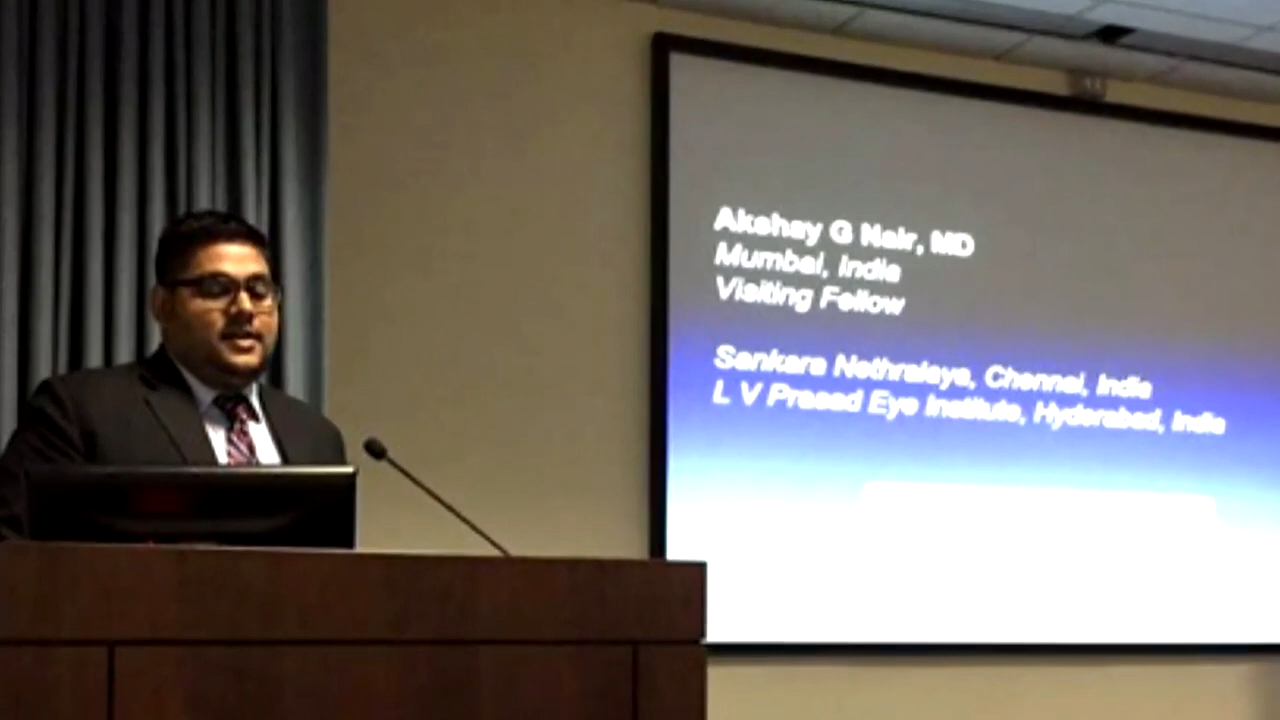 Akshay G Nair, MD
Mumbai, India
Visiting Fellow
Sankara Nethralaya, Chennai, India
L V Prasad Eye Institute, Hyderabad, India